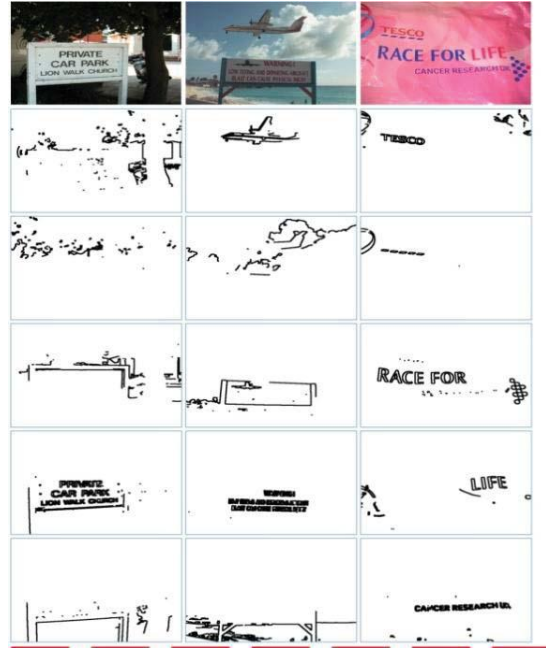 PRIVATE
CAR PARK
LION WALK CHURCH
WARNING!
TESCO
RACE FOR LIFE
CANCER RESEARCH UK
TESCO
RACE FOR
PRIVATE
CAR PARK
LION WALK CHURCH
WARNING!
LIFE
CANCER RESEARCH UK